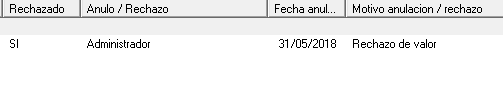 Rechazado Anulo / Rechazo Fecha anul... Motivo anulacion / rechazo
SI Administrador 31/05/2018 Rechazo de valor